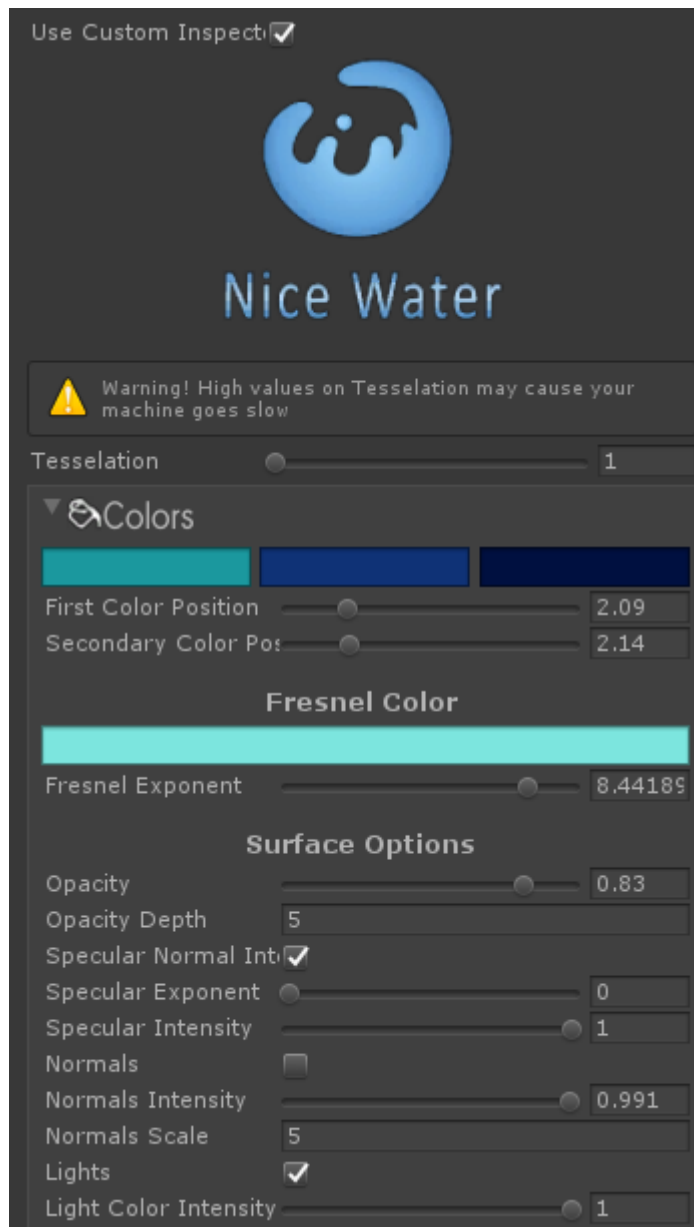 Use Custom Inspect
Nice Water
Warning! High values on Tesselation may cause your
machine goes slow
Tesselation 1
Colors
First Color Position 2.09
Secondary Color Pos 2.14
Fresnel Color
Fresnel Exponent 8.44189
Surface Options
Opacity 0.83
Opacity Depth 5
Specular Normal Int
Specular Exponent 0
Specular Intensity 1
Normals
Normals Intensity 0.991
Normals Scale 5
Lights
Light Color Intensity 1